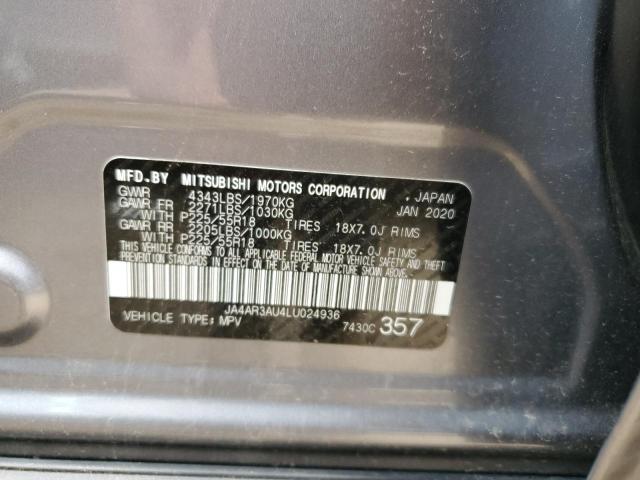 MFD.BY MITSUBISHI MOTORS CORPORATION , JAPAN
GVWR 4343LBS/1970KG JAN 2020
GAWR FR 2271LBS/1030KG
WITH P225/55R18 TIRES 18X7.0J RIMS
GAWR RR 2205LBS/1000KG
WITH P225/55R18 TIRES 18X7.0J RIMS
THIS VEHICLE CONFORMS TO ALL APPLICABLE FEDERAL MOTOR VEHICLE SAFETY AND THEFT
PREVENTION STANDARDS IN EFFECT ON THE DATE OF MANUFACTURE SHOWN ABOVE.
JA4AR3AU4LU024936
VEHICLE TYPE: MPV 7430C 357